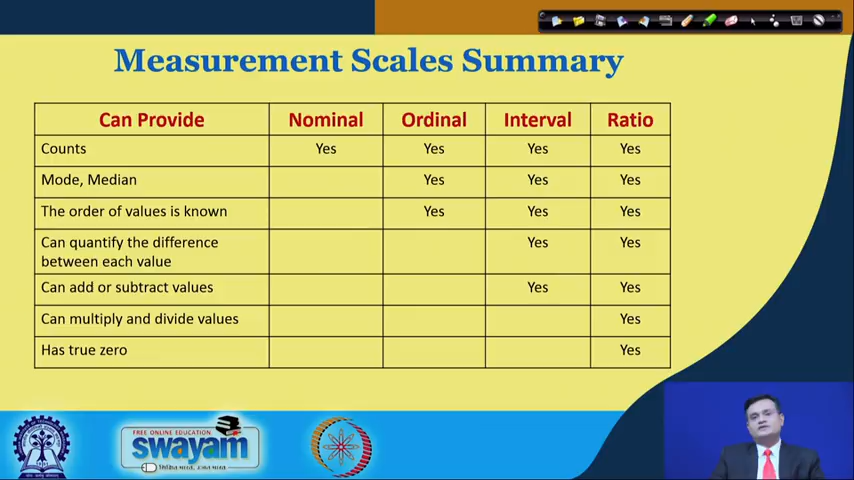 Measurement Scales Summary
Can Provide Nominal Ordinal Interval Ratio
Counts Yes Yes Yes Yes
Mode, Median Yes Yes Yes
The order of values is known Yes Yes Yes
Can quantify the difference Yes Yes
between each value
Can add or subtract values Yes Yes
Can multiply and divide values Yes
Has true zero Yes
FREE ONLINE EDUCATION
swayam